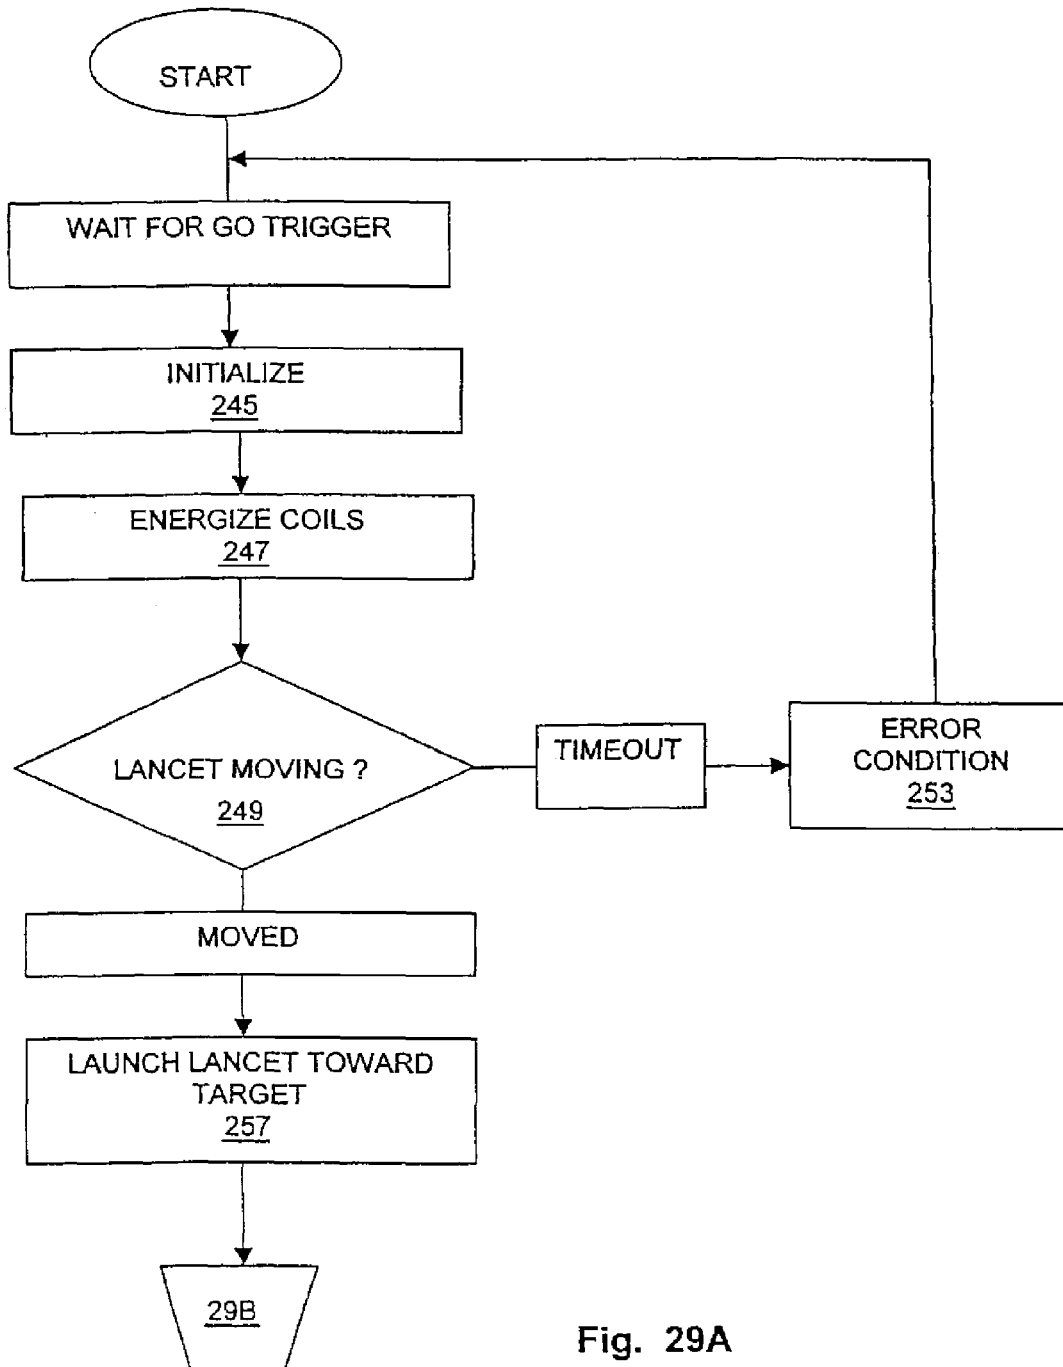 START
WAIT FOR GO TRIGGER
INITIALIZE
245
ENERGIZE COILS
247
LANCET MOVING ?
249
TIMEOUT
ERROR
CONDITION
253
MOVED
LAUNCH LANCET TOWARD
TARGET
257
29B
Fig. 29A